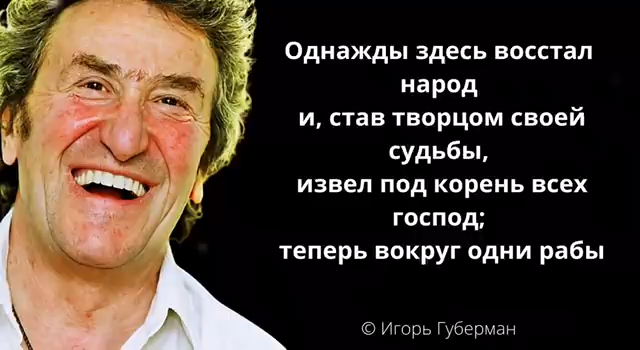 Однажды здесь восстал
народ
и, став творцом своей
судьбы,
извел под корень всех
господ;
теперь вокруг одни рабы
© Игорь Губерман